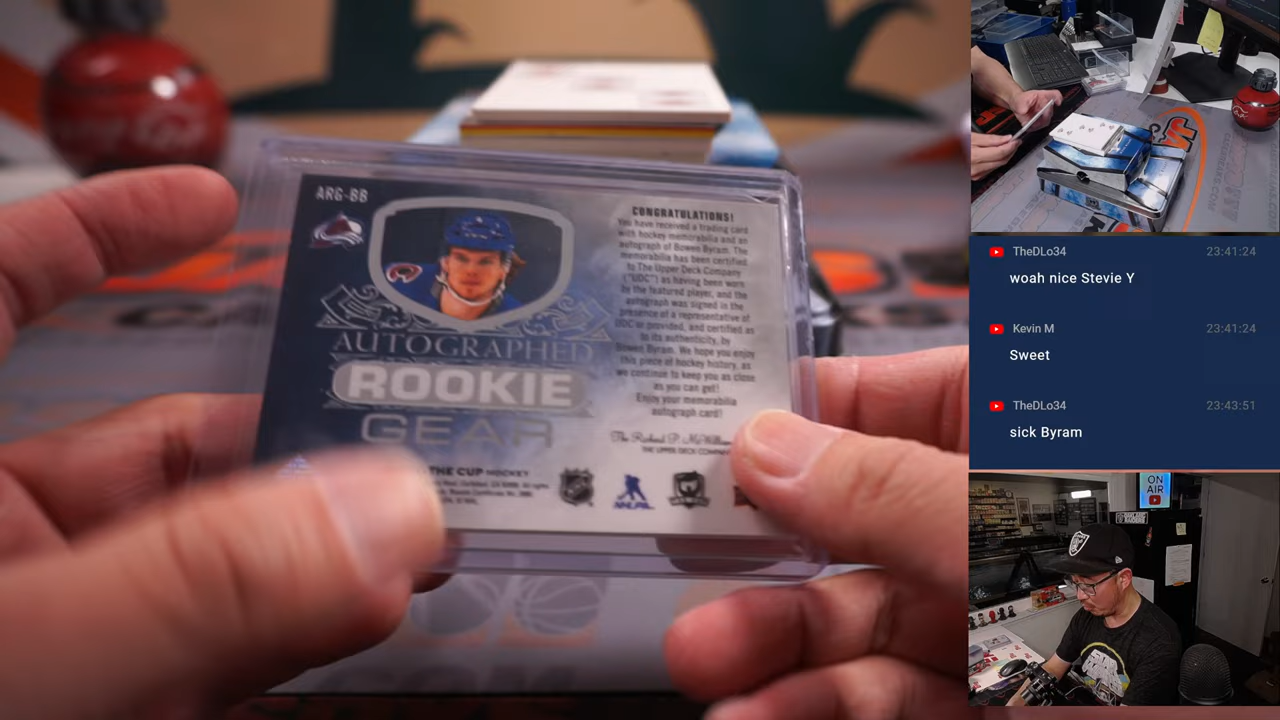 ARG-BB
AUTOGRAPHED
ROOKIE
GEAR
CONGRATULATIONS!
You have received a trading card
with hockey memorabilia and an
autograph of Bowen Byram. The
memorabilia has been certified
to The Upper Deck Company
("UDC") as having been worn
by the featured player, and the
autograph was signed in the
presence of a representative of
UDC or provided, and certified as
to its authenticity, by
Bowen Byram. We hope you enjoy
this piece of hockey history, as
we continue to keep you as close
as you can get!
Enjoy your memorabilia
autograph card!
THE UPPER DECK COMPANY
THE CUP HOCKEY
TheDLo34 23:41:24
woah nice Stevie Y
Kevin M 23:41:24
Sweet
TheDLo34 23:43:51
sick Byram
ON
AIR